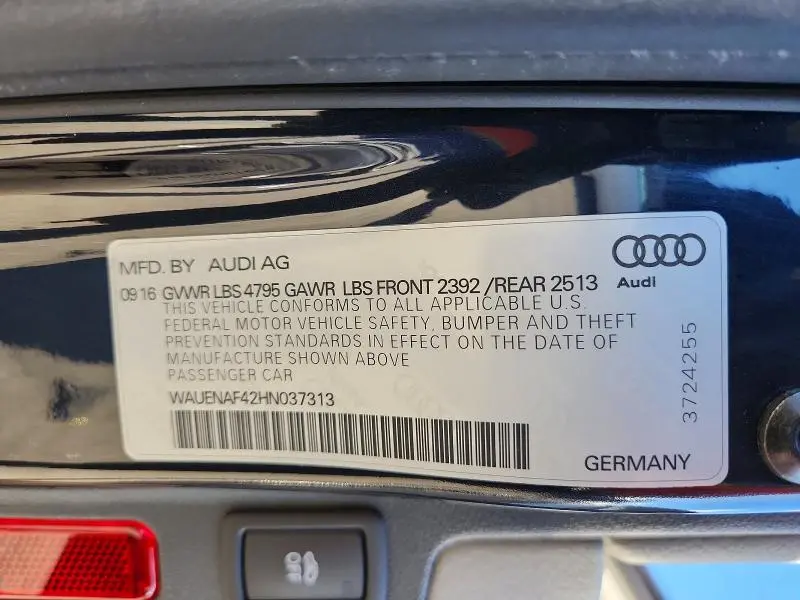 MFD. BY AUDI AG
09 16 GVWR LBS 4795 GAWR LBS FRONT 2392 /REAR 2513
THIS VEHICLE CONFORMS TO ALL APPLICABLE U.S.
FEDERAL MOTOR VEHICLE SAFETY, BUMPER AND THEFT
PREVENTION STANDARDS IN EFFECT ON THE DATE OF
MANUFACTURE SHOWN ABOVE
PASSENGER CAR
WAUENAF42HN037313
Audi
3724255
GERMANY